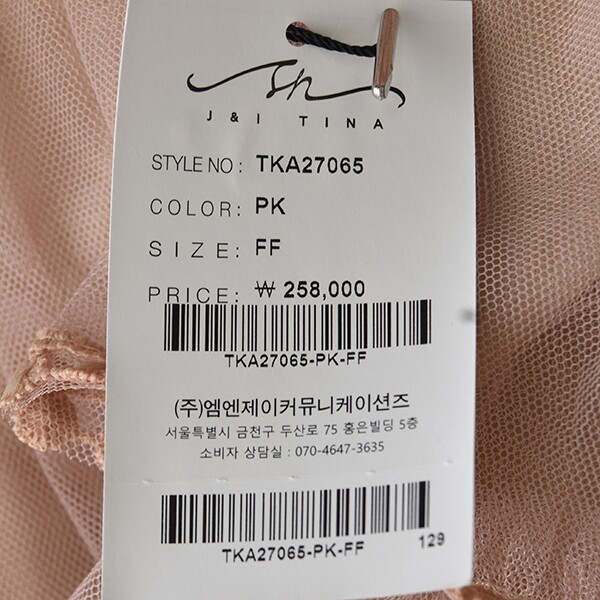 J & I TINA
STYLE NO : TKA27065
COLOR: PK
SIZE: FF
PRICE: ₩ 258,000
TKA27065-PK-FF
(주)엠엔제이커뮤니케이션즈
서울특별시 금천구 두산로 75 홍은빌딩 5층
소비자 상담실 : 070-4647-3635
TKA27065-PK-FF
129